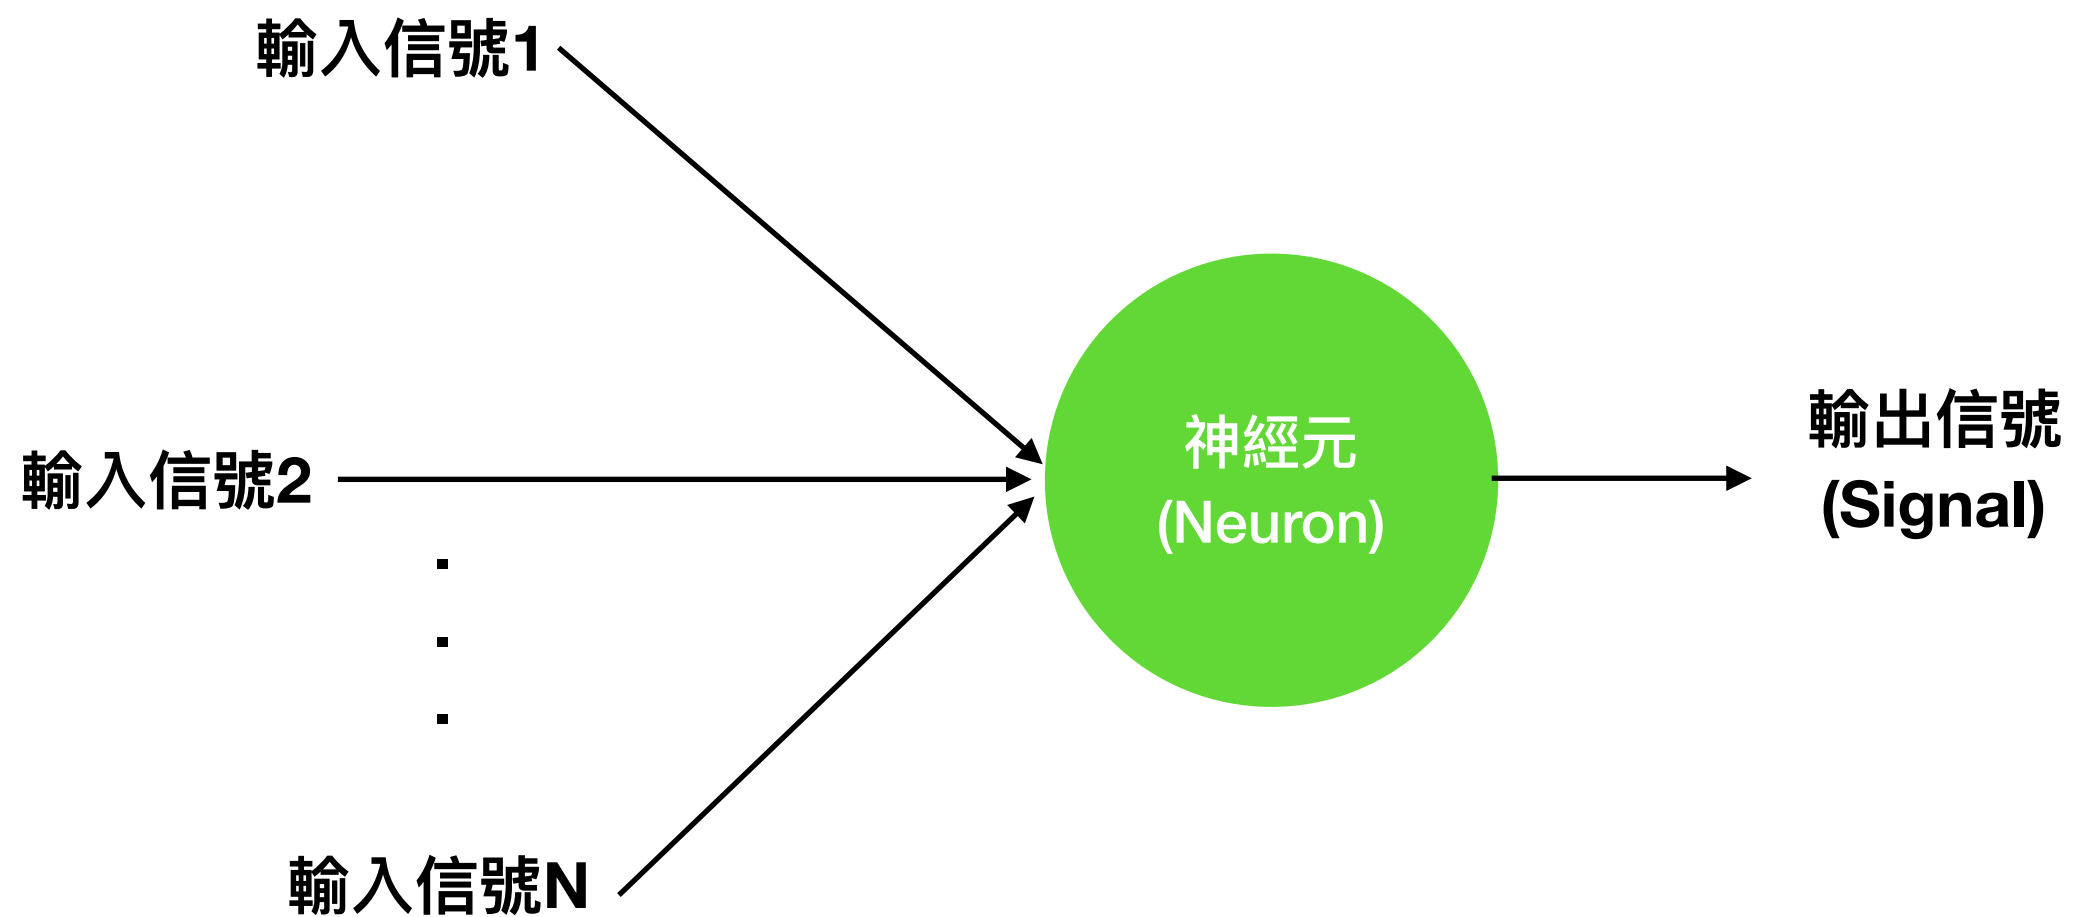 輸入信號1
輸入信號2
.
.
.
輸入信號N
神經元
(Neuron)
輸出信號
(Signal)